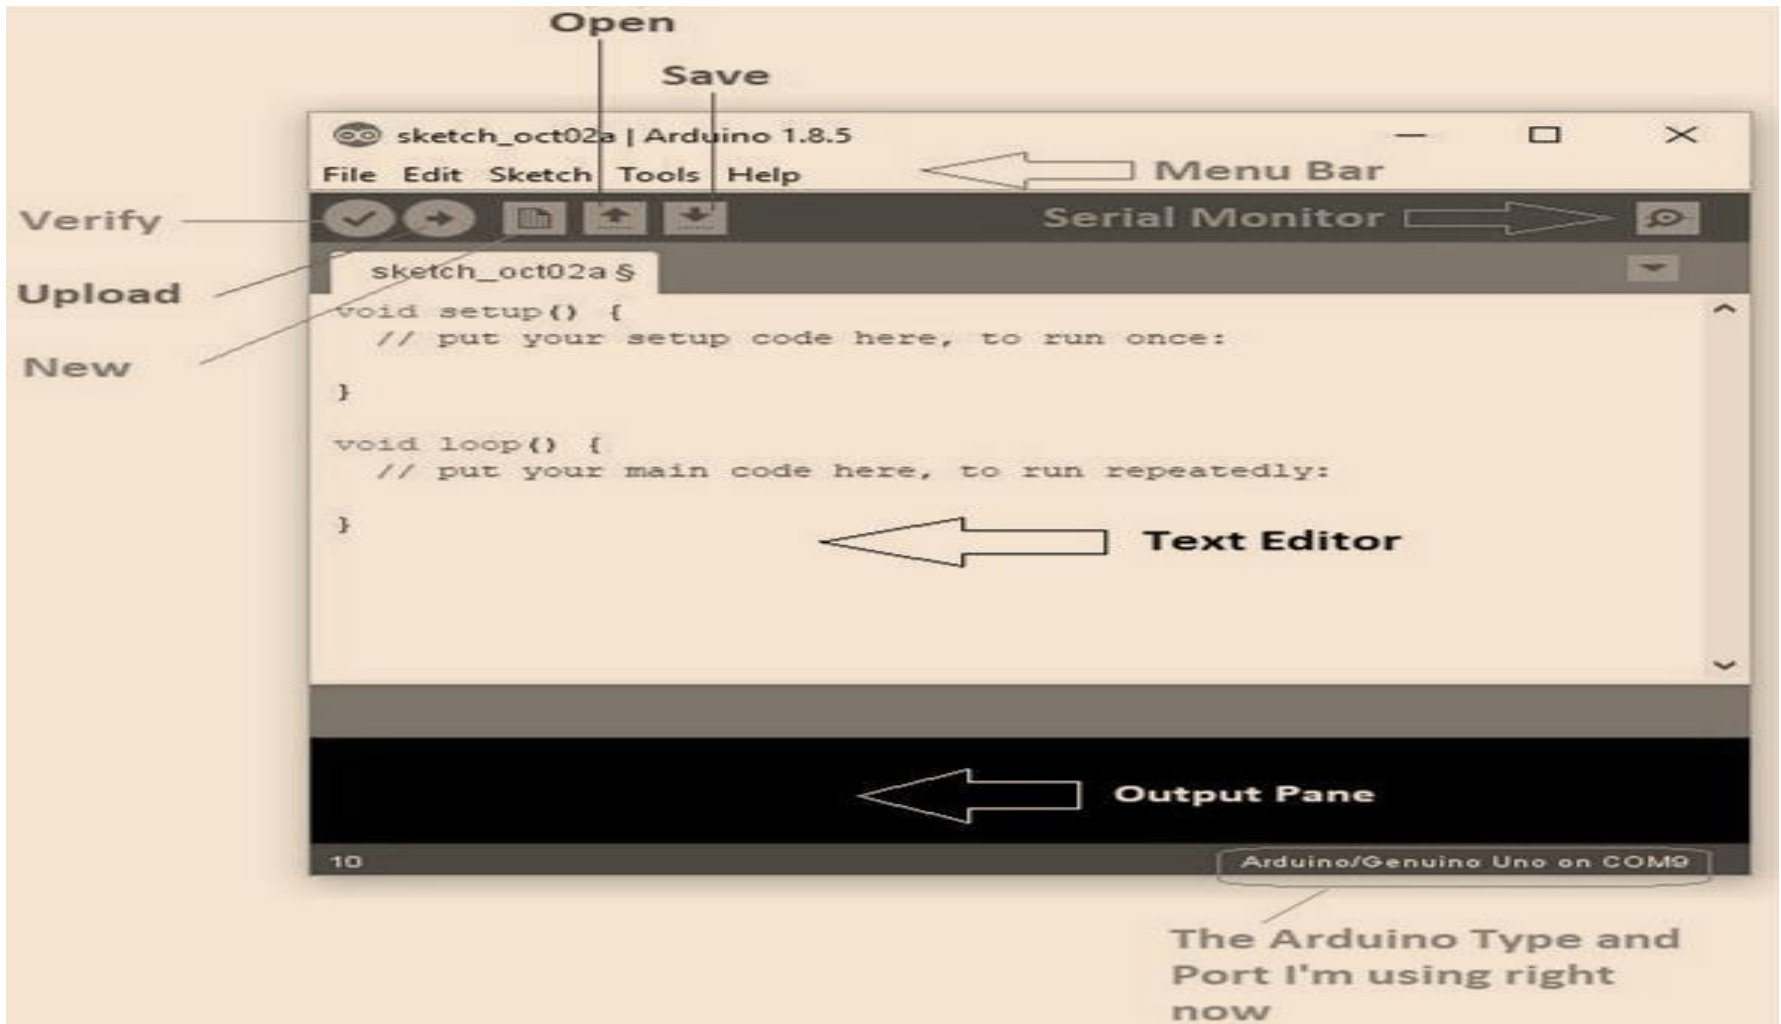 Open
Save
sketch_oct02a | Arduino 1.8.5
File Edit Sketch Tools Help
Menu Bar
Verify
Serial Monitor
sketch_oct02a §
Upload
void setup() {
// put your setup code here, to run once:
New
}
void loop() {
// put your main code here, to run repeatedly:
}
Text Editor
Output Pane
10
Arduino/Genuino Uno on COM9
The Arduino Type and
Port I'm using right
now